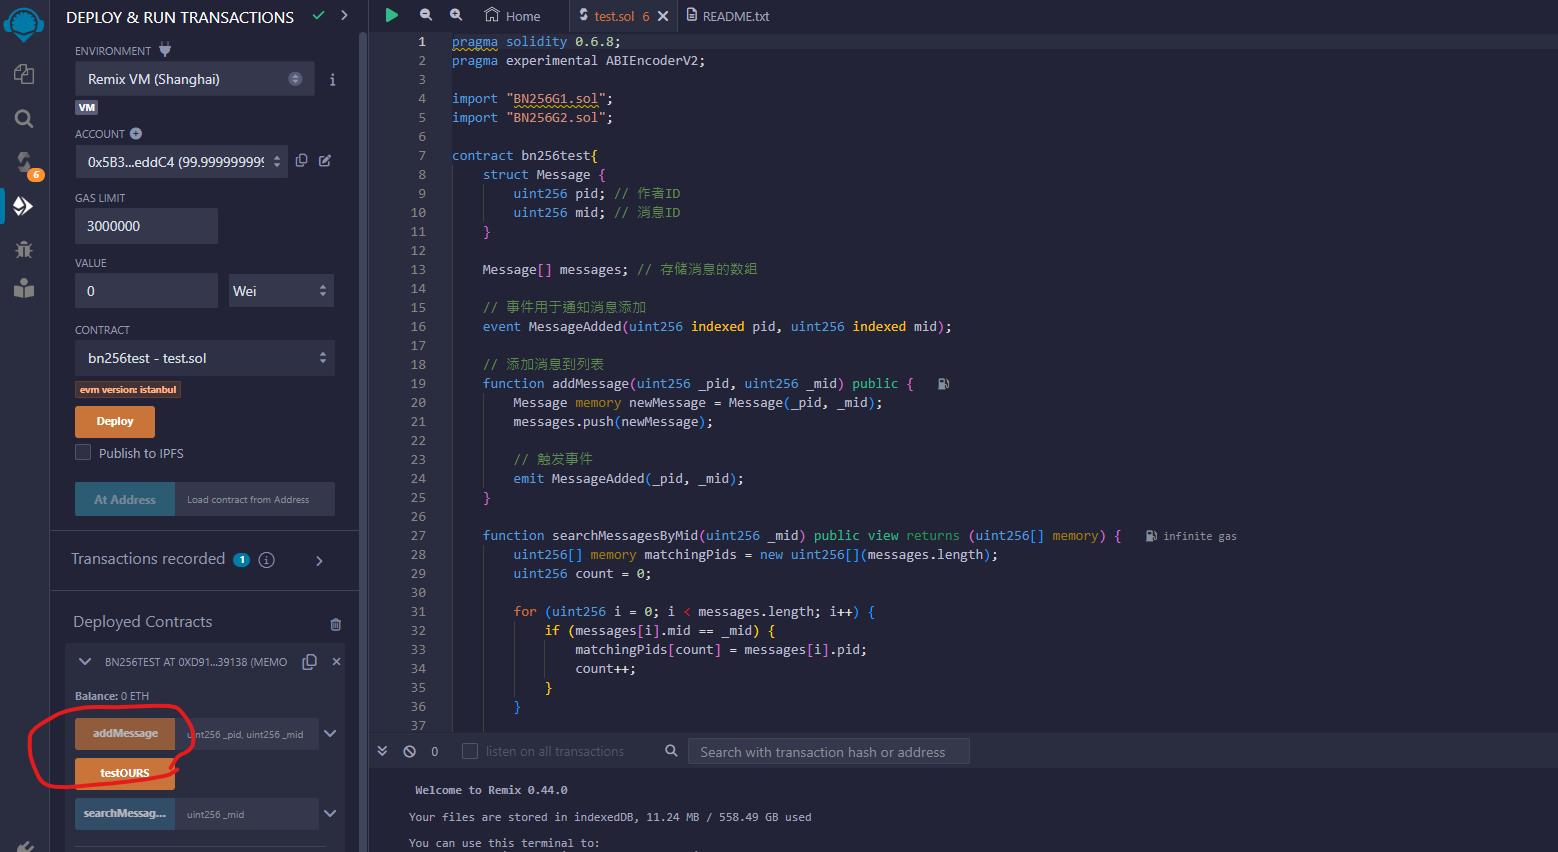 DEPLOY & RUN TRANSACTIONS
ENVIRONMENT
Remix VM (Shanghai)
VM
ACCOUNT
0x5B3...eddC4 (99.9999999999
GAS LIMIT
3000000
VALUE
0
Wei
CONTRACT
bn256test - test.sol
evm version: istanbul
Deploy
Publish to IPFS
At Address
Load contract from Address
Transactions recorded 1 i
Deployed Contracts
BN256TEST AT 0XD91...39138 (MEMO
Balance: 0 ETH
addMessage
uint256 _pid, uint256 _mid
testOURS
searchMessag...
uint256 _mid
6
Home
test.sol 6
README.txt
1 pragma solidity 0.6.8;
2 pragma experimental ABIEncoderV2;
3
4 import "BN256G1.sol";
5 import "BN256G2.sol";
6
7 contract bn256test{
8 struct Message {
9 uint256 pid; // 作者ID
10 uint256 mid; // 消息ID
11 }
12
13 Message[] messages; // 存储消息的数组
14
15 // 事件用于通知消息添加
16 event MessageAdded(uint256 indexed pid, uint256 indexed mid);
17
18 // 添加消息到列表
19 function addMessage(uint256 _pid, uint256 _mid) public {
20 Message memory newMessage = Message(_pid, _mid);
21 messages.push(newMessage);
22
23 // 触发事件
24 emit MessageAdded(_pid, _mid);
25 }
26
27 function searchMessagesByMid(uint256 _mid) public view returns (uint256[] memory) { infinite gas
28 uint256[] memory matchingPids = new uint256[](messages.length);
29 uint256 count = 0;
30
31 for (uint256 i = 0; i < messages.length; i++) {
32 if (messages[i].mid == _mid) {
33 matchingPids[count] = messages[i].pid;
34 count++;
35 }
36 }
37
0
listen on all transactions
Search with transaction hash or address
Welcome to Remix 0.44.0
Your files are stored in indexedDB, 11.24 MB / 558.49 GB used
You can use this terminal to: